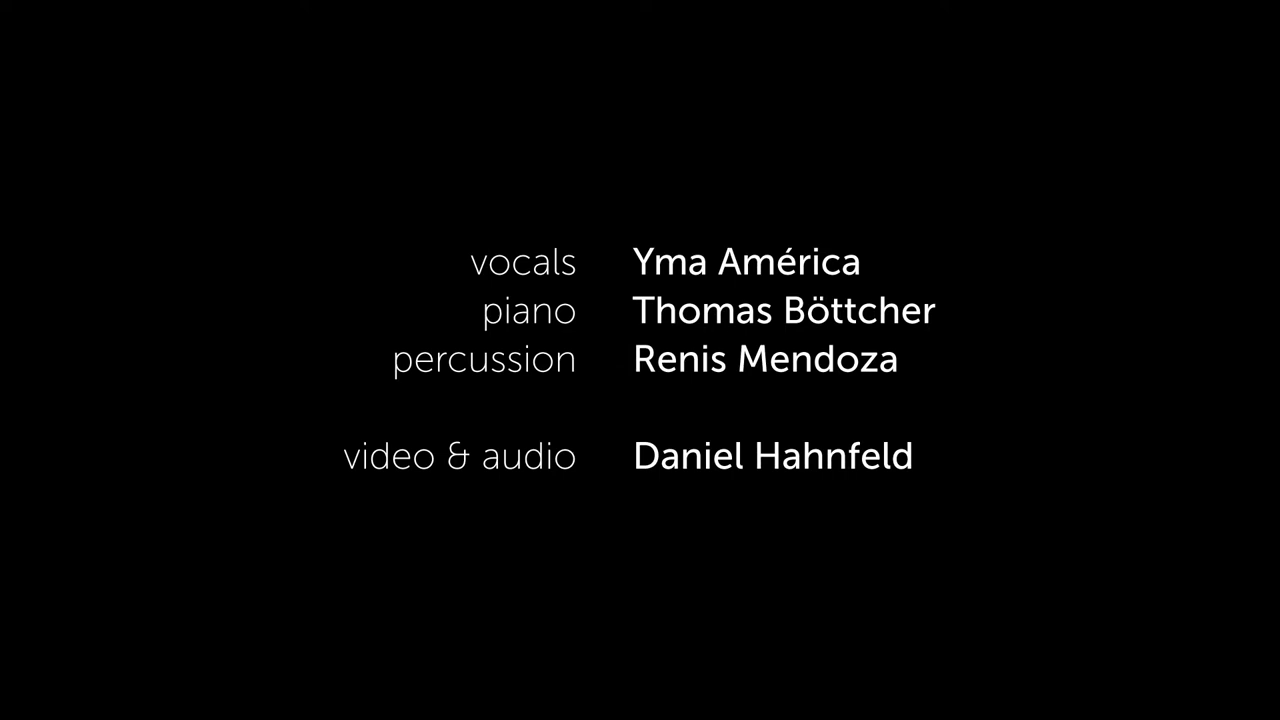 vocals Yma América
piano Thomas Böttcher
percussion Renis Mendoza
video & audio Daniel Hahnfeld